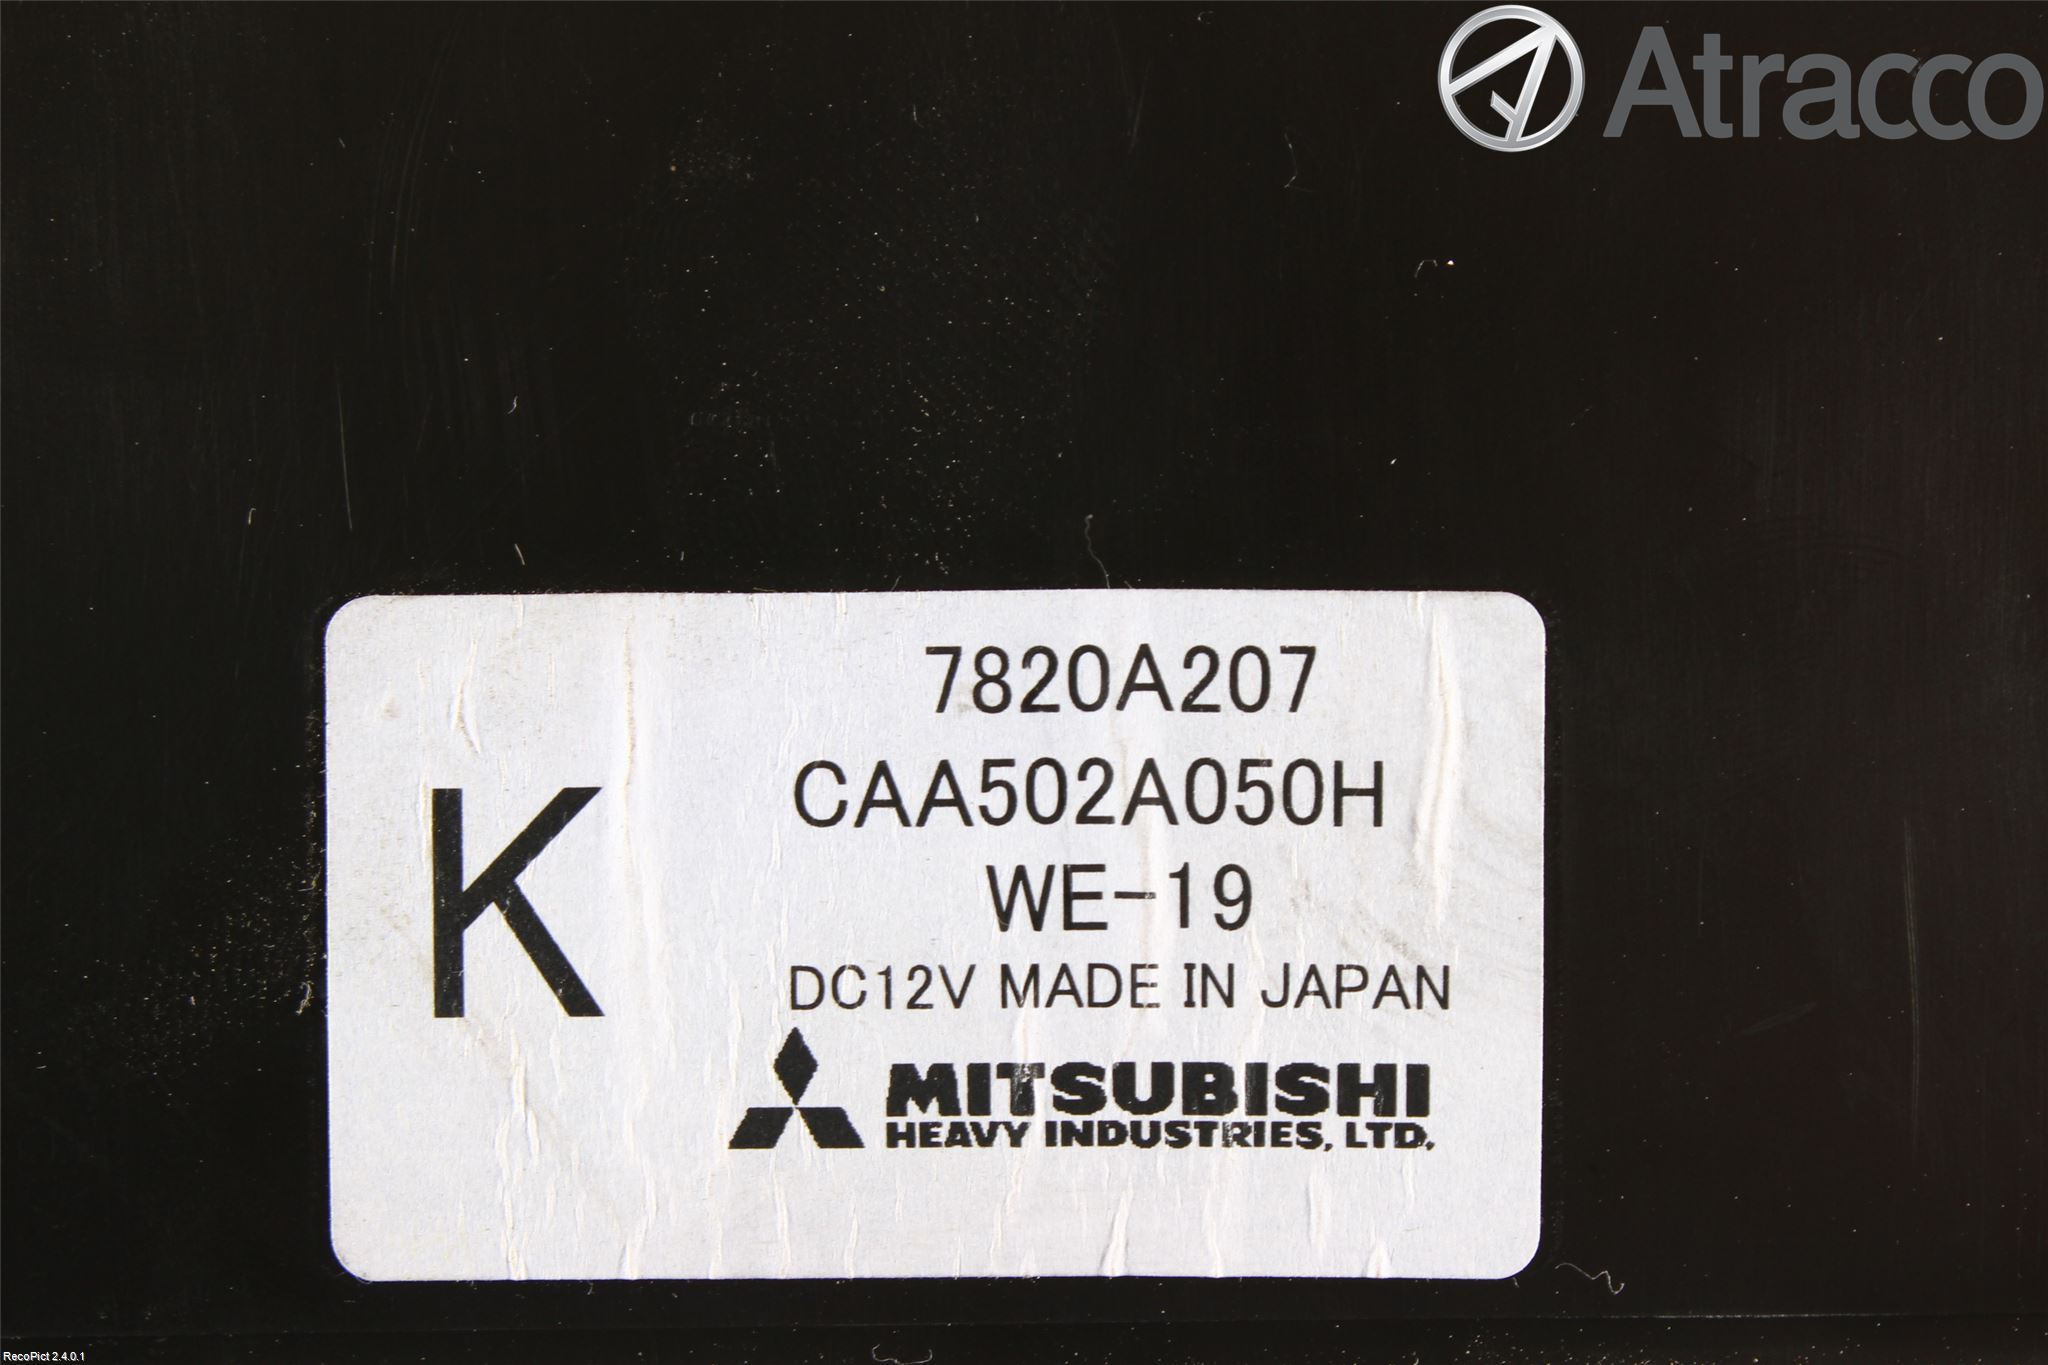 Atracco
7820A207
CAA502A050H
K
WE-19
DC12V MADE IN JAPAN
MITSUBISHI
HEAVY INDUSTRIES, LTD.
RecoPict 2.4.0.1